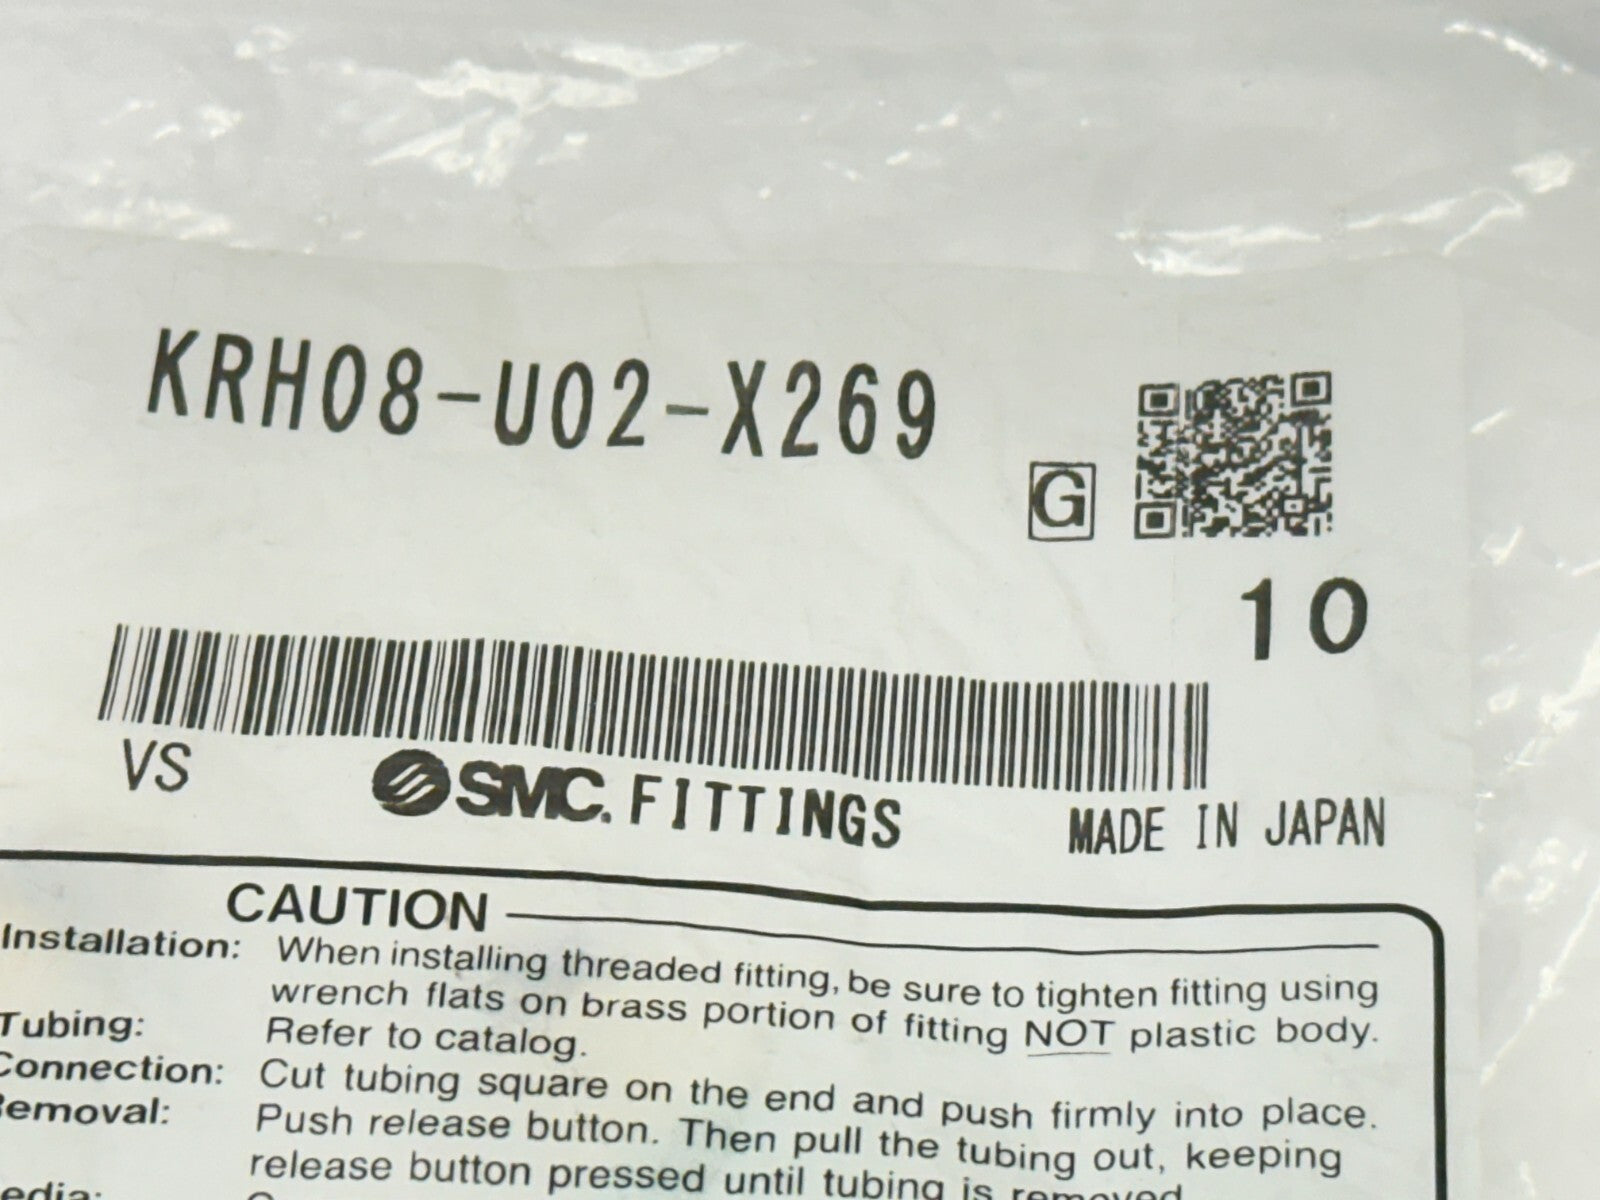 KRH08-U02-X269
G
10
VS
SMC. FITTINGS
MADE IN JAPAN
CAUTION
Installation: When installing threaded fitting, be sure to tighten fitting using
wrench flats on brass portion of fitting NOT plastic body.
Tubing: Refer to catalog.
Connection: Cut tubing square on the end and push firmly into place.
Removal: Push release button. Then pull the tubing out, keeping
release button pressed until tubing is removed
edia: